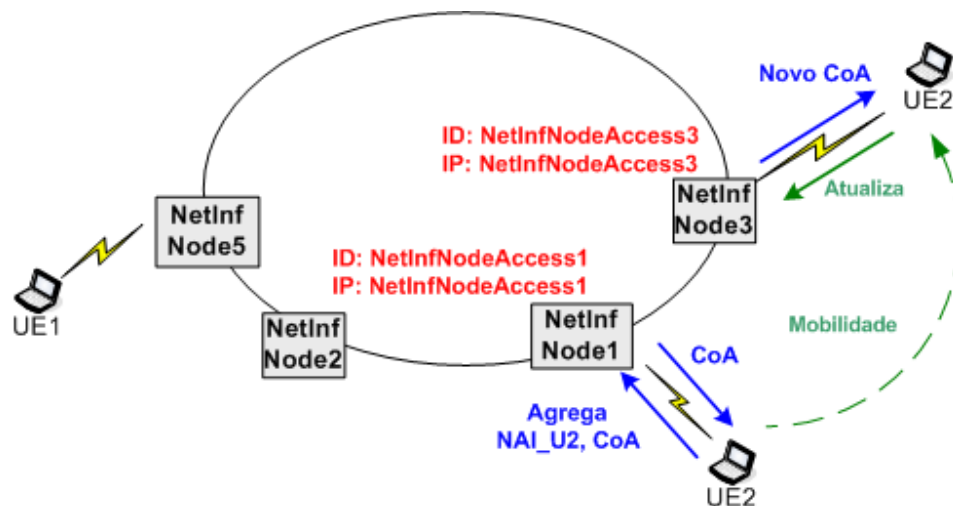 Novo CoA
UE2
ID: NetInfNodeAccess3
IP: NetInfNodeAccess3
Atualiza
NetInf
Node3
NetInf
Node5
UE1
ID: NetInfNodeAccess1
IP: NetInfNodeAccess1
NetInf
Node2
NetInf
Node1
Mobilidade
CoA
Agrega
NAI_U2, CoA
UE2